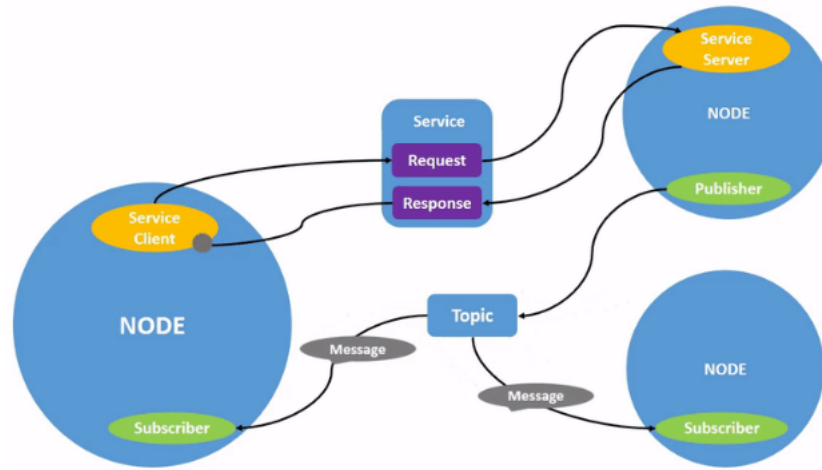 Service
Server
NODE
Publisher
Service
Request
Response
Service
Client
NODE
Subscriber
Topic
Message
Message
NODE
Subscriber